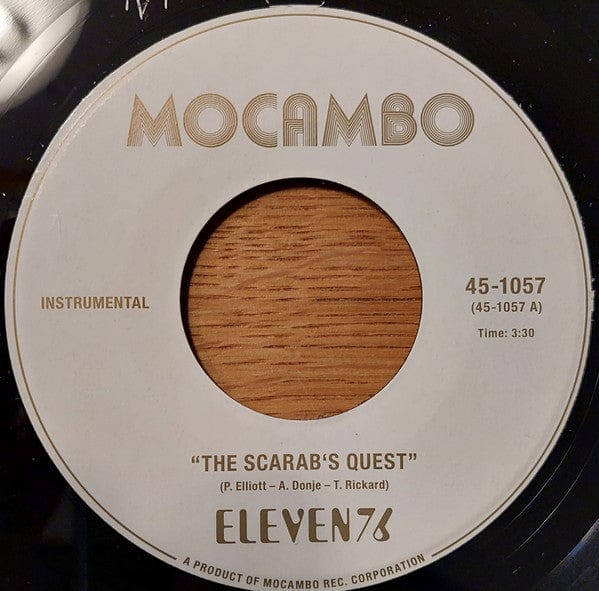 MOCAMBO
INSTRUMENTAL
45-1057
(45-1057 A)
Time: 3:30
“THE SCARAB‘S QUEST”
(P. Elliott – A. Donje – T. Rickard)
ELEVEN76
A PRODUCT OF MOCAMBO REC. CORPORATION